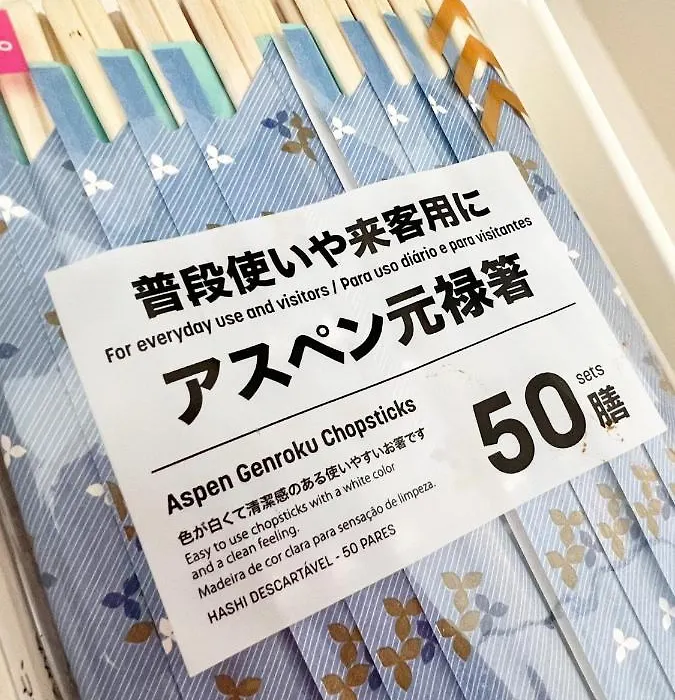 普段使いや来客用に
For everyday use and visitors / Para uso diário e para visitantes
アスペン元禄箸
Aspen Genroku Chopsticks
色が白くて清潔感のある使いやすいお箸です
Easy to use chopsticks with a white color
and a clean feeling.
Madeira de cor clara para sensação de limpeza.
HASHI DESCARTÁVEL - 50 PARES
50 sets
膳